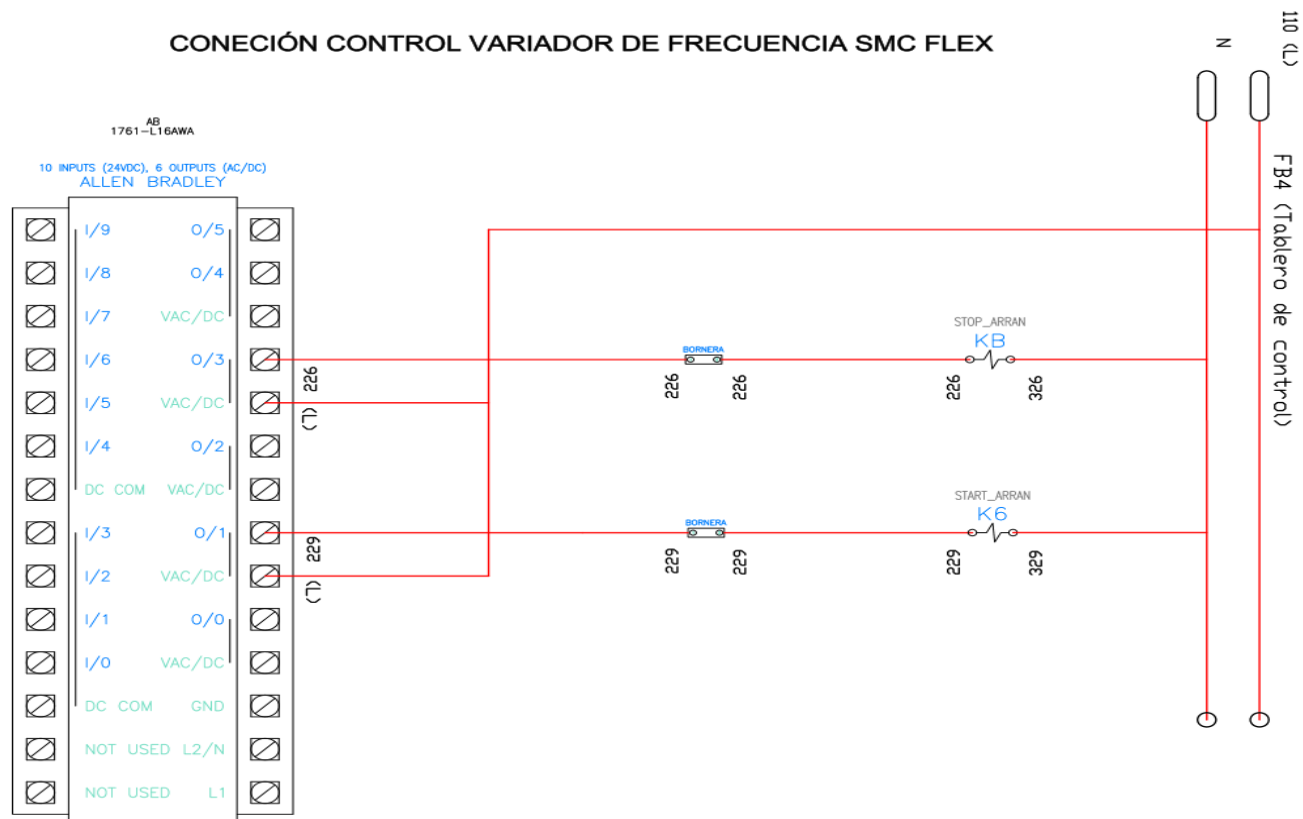 CONECIÓN CONTROL VARIADOR DE FRECUENCIA SMC FLEX
N
110 (L)
FB4 (Tablero de control)
AB
1761-L16AWA
10 INPUTS (24VDC), 6 OUTPUTS (AC/DC)
ALLEN BRADLEY
I/9 O/5
I/8 O/4
I/7 VAC/DC
I/6 O/3
I/5 VAC/DC
I/4 O/2
DC COM VAC/DC
I/3 O/1
I/2 VAC/DC
I/1 O/0
I/0 VAC/DC
DC COM GND
NOT USED L2/N
NOT USED L1
226
(L)
BORNERA
226
226
STOP_ARRAN
KB
226
326
229
(L)
BORNERA
229
229
START_ARRAN
K6
229
329